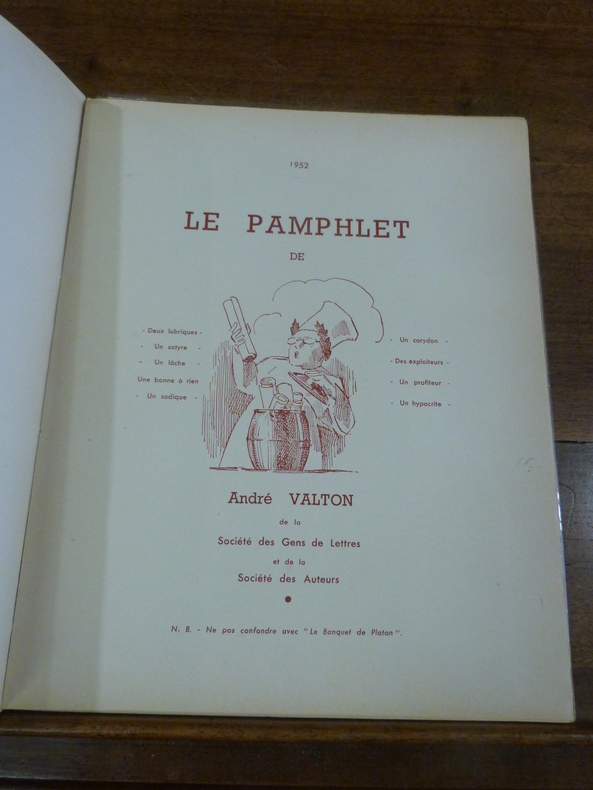 1952
LE PAMPHLET
DE
- Deux lubriques -
- Un satyre -
- Un lâche -
Une bonne à rien
- Un sadique -
- Un corydon -
- Des exploiteurs -
- Un profiteur -
- Un hypocrite -
André VALTON
de la
Société des Gens de Lettres
et de la
Société des Auteurs
N. B. - Ne pas confondre avec "Le Banquet de Platon".